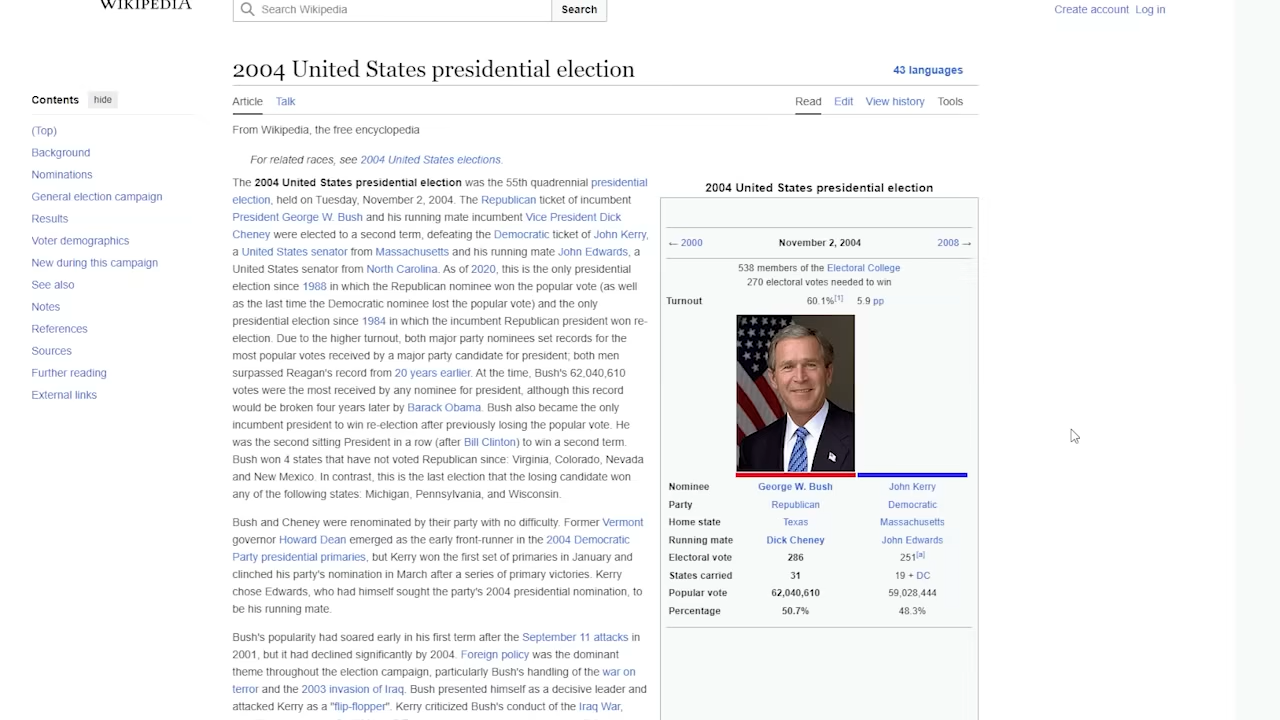 WIKIPEDIA
Search Wikipedia
Search
Create account Log in
2004 United States presidential election
43 languages
Contents hide
Article Talk
Read Edit View history Tools
(Top)
Background
Nominations
General election campaign
Results
Voter demographics
New during this campaign
See also
Notes
References
Sources
Further reading
External links
From Wikipedia, the free encyclopedia
For related races, see 2004 United States elections.
The 2004 United States presidential election was the 55th quadrennial presidential
election, held on Tuesday, November 2, 2004. The Republican ticket of incumbent
President George W. Bush and his running mate incumbent Vice President Dick
Cheney were elected to a second term, defeating the Democratic ticket of John Kerry,
a United States senator from Massachusetts and his running mate John Edwards, a
United States senator from North Carolina. As of 2020, this is the only presidential
election since 1988 in which the Republican nominee won the popular vote (as well
as the last time the Democratic nominee lost the popular vote) and the only
presidential election since 1984 in which the incumbent Republican president won re-
election. Due to the higher turnout, both major party nominees set records for the
most popular votes received by a major party candidate for president; both men
surpassed Reagan's record from 20 years earlier. At the time, Bush's 62,040,610
votes were the most received by any nominee for president, although this record
would be broken four years later by Barack Obama. Bush also became the only
incumbent president to win re-election after previously losing the popular vote. He
was the second sitting President in a row (after Bill Clinton) to win a second term.
Bush won 4 states that have not voted Republican since: Virginia, Colorado, Nevada
and New Mexico. In contrast, this is the last election that the losing candidate won
any of the following states: Michigan, Pennsylvania, and Wisconsin.
Bush and Cheney were renominated by their party with no difficulty. Former Vermont
governor Howard Dean emerged as the early front-runner in the 2004 Democratic
Party presidential primaries, but Kerry won the first set of primaries in January and
clinched his party's nomination in March after a series of primary victories. Kerry
chose Edwards, who had himself sought the party's 2004 presidential nomination, to
be his running mate.
Bush's popularity had soared early in his first term after the September 11 attacks in
2001, but it had declined significantly by 2004. Foreign policy was the dominant
theme throughout the election campaign, particularly Bush's handling of the war on
terror and the 2003 invasion of Iraq. Bush presented himself as a decisive leader and
attacked Kerry as a "flip-flopper". Kerry criticized Bush's conduct of the Iraq War,
2004 United States presidential election
← 2000 November 2, 2004 2008 →
538 members of the Electoral College
270 electoral votes needed to win
Turnout 60.1%[1] 5.9 pp
Nominee George W. Bush John Kerry
Party Republican Democratic
Home state Texas Massachusetts
Running mate Dick Cheney John Edwards
Electoral vote 286 251[a]
States carried 31 19 + DC
Popular vote 62,040,610 59,028,444
Percentage 50.7% 48.3%